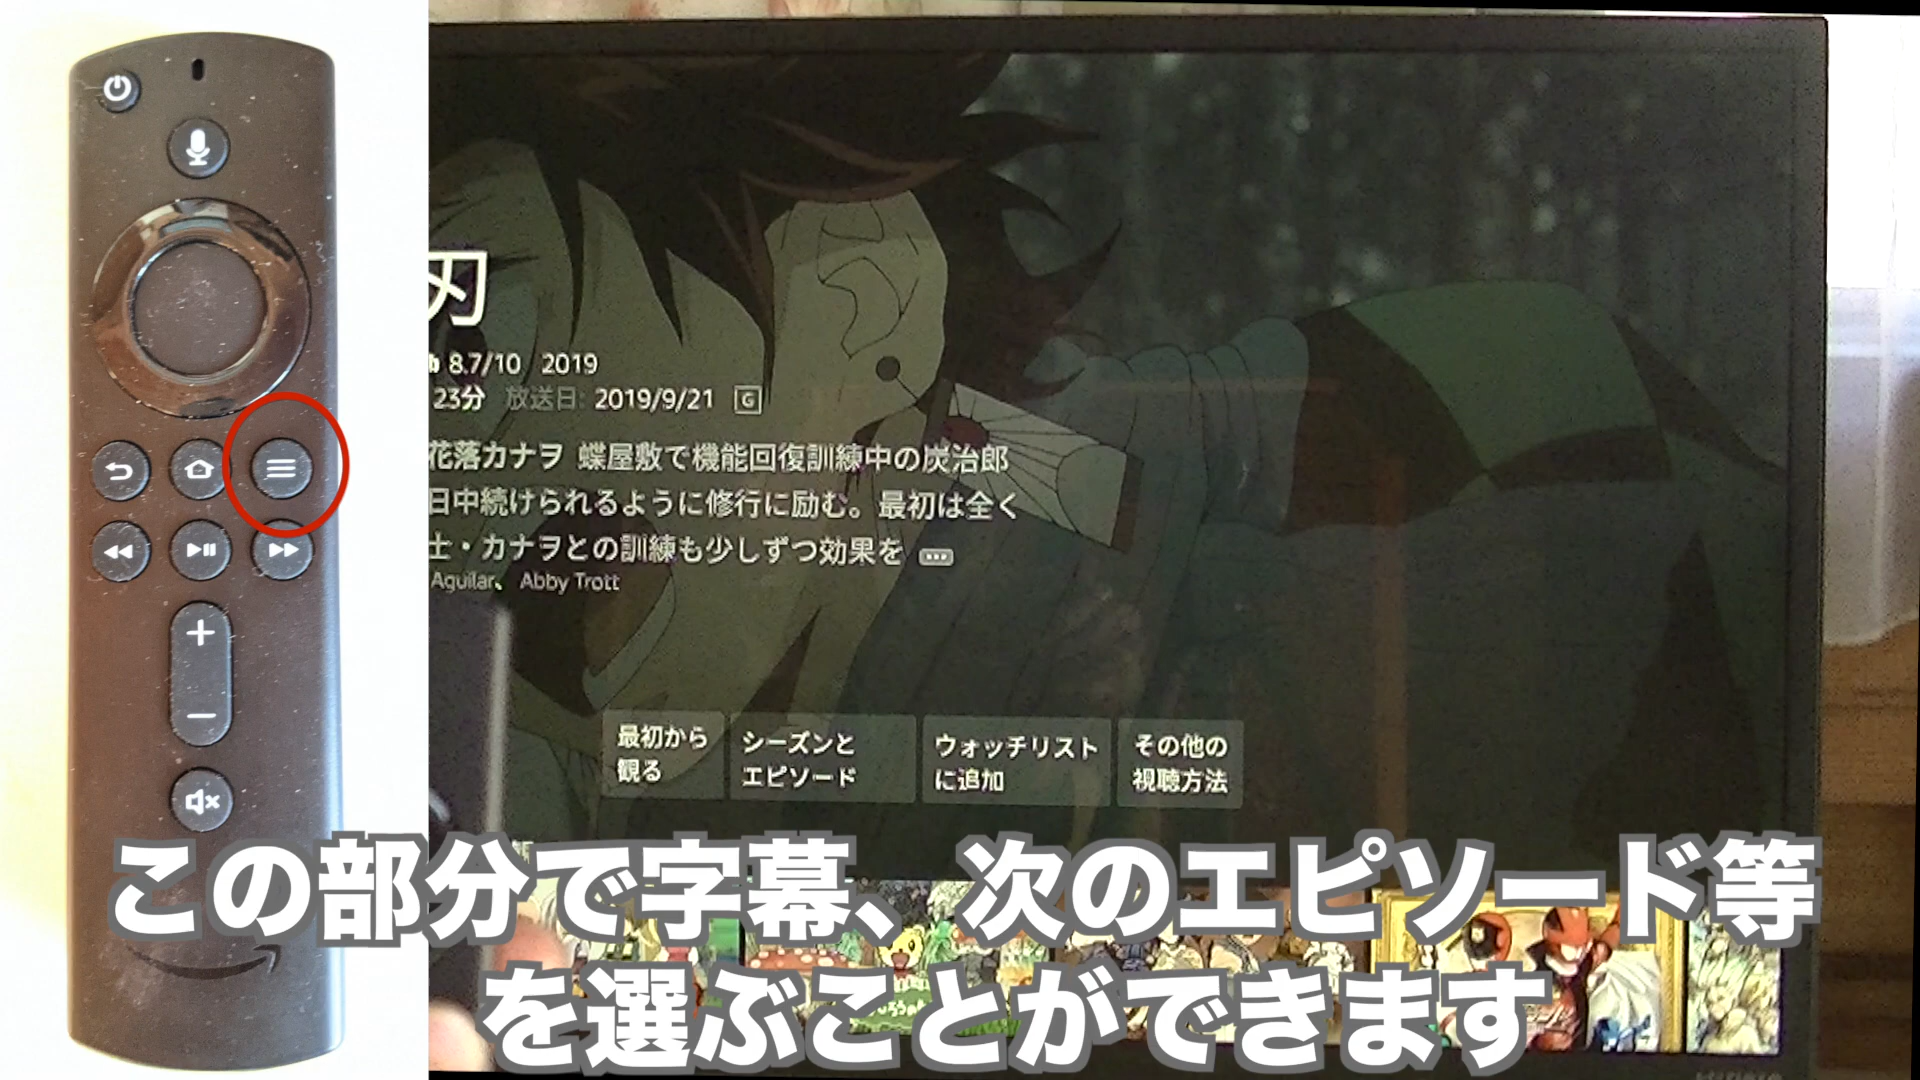 刃
8.7/10 2019
23分 放送日: 2019/9/21 G
花落カナヲ 蝶屋敷で機能回復訓練中の炭治郎
日中続けられるように修行に励む。最初は全く
士・カナヲとの訓練も少しずつ効果を
Aguilar、 Abby Trott
最初から
観る
シーズンと
エピソード
ウォッチリスト
に追加
その他の
視聴方法
この部分で字幕、次のエピソード等
を選ぶことができます